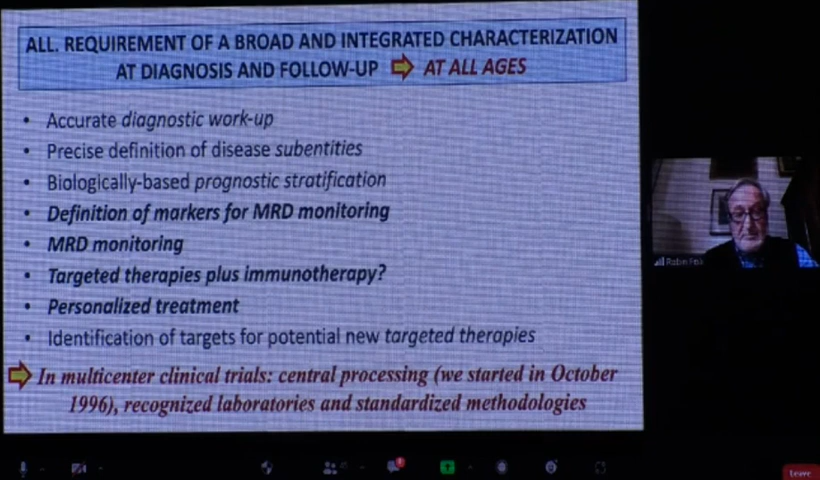 ALL. REQUIREMENT OF A BROAD AND INTEGRATED CHARACTERIZATION
AT DIAGNOSIS AND FOLLOW-UP AT ALL AGES
• Accurate diagnostic work-up
• Precise definition of disease subentities
• Biologically-based prognostic stratification
• Definition of markers for MRD monitoring
• MRD monitoring
• Targeted therapies plus immunotherapy?
• Personalized treatment
• Identification of targets for potential new targeted therapies
In multicenter clinical trials: central processing (we started in October
1996), recognized laboratories and standardized methodologies
Robin
Leave